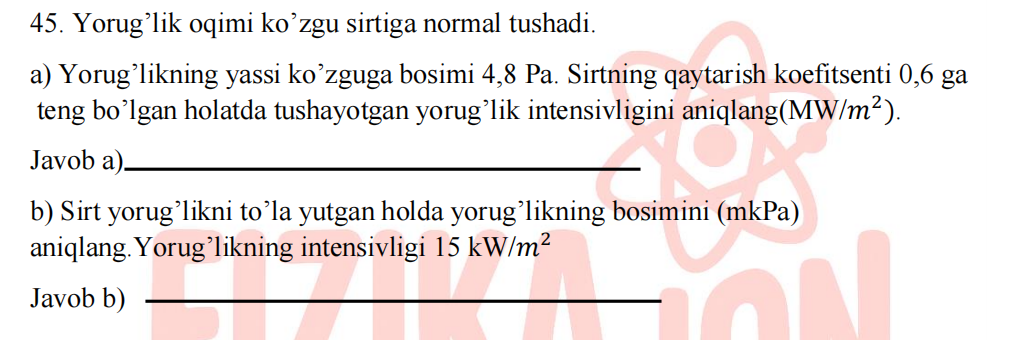 45. Yorug’lik oqimi ko’zgu sirtiga normal tushadi.
a) Yorug’likning yassi ko’zguga bosimi 4,8 Pa. Sirtning qaytarish koefitsenti 0,6 ga
teng bo’lgan holatda tushayotgan yorug’lik intensivligini aniqlang(MW/m²).
Javob a)
b) Sirt yorug’likni to’la yutgan holda yorug’likning bosimini (mkPa)
aniqlang.Yorug’likning intensivligi 15 kW/m²
Javob b)
FIZIKA ION